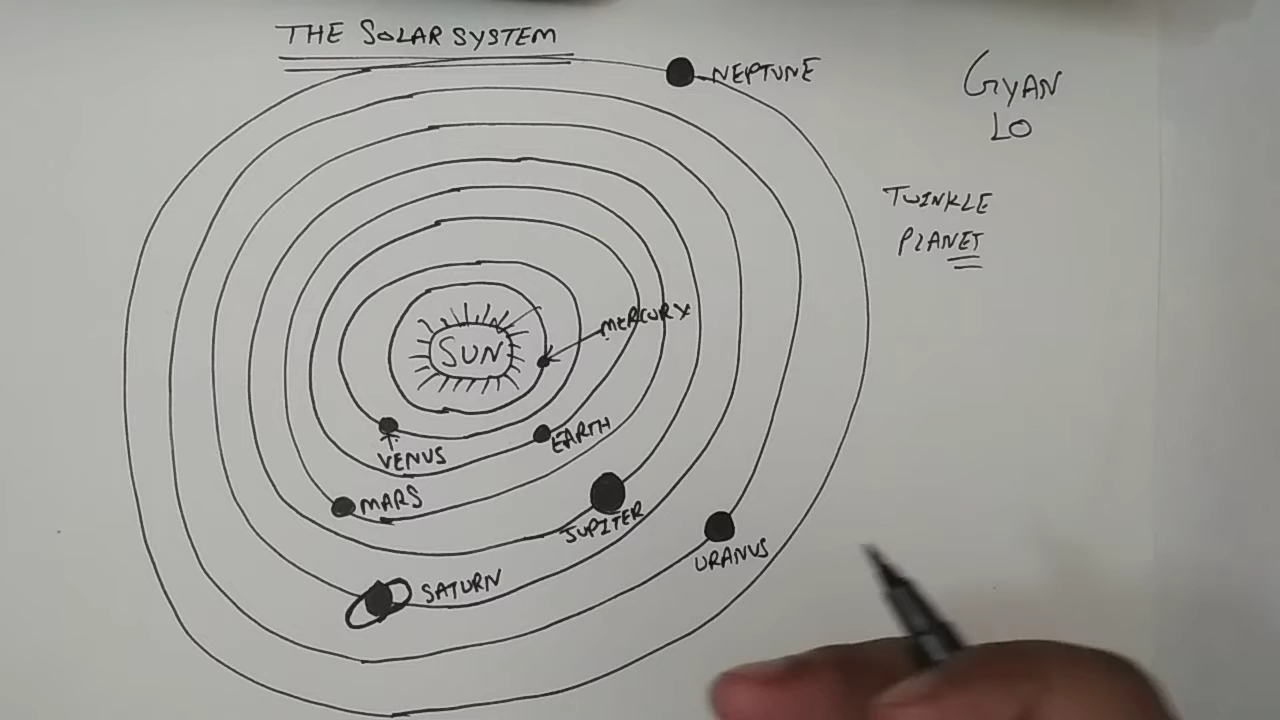 THE SOLAR SYSTEM
NEPTUNE
GYAN
LO
TWINKLE
PLANET
MERCURY
SUN
EARTH
VENUS
MARS
JUPITER
URANUS
SATURN